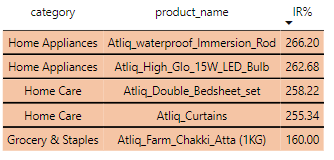 category product_name IR%
Home Appliances Atliq_waterproof_Immersion_Rod 266.20
Home Appliances Atliq_High_Glo_15W_LED_Bulb 262.68
Home Care Atliq_Double_Bedsheet_set 258.22
Home Care Atliq_Curtains 255.34
Grocery & Staples Atliq_Farm_Chakki_Atta (1KG) 160.00